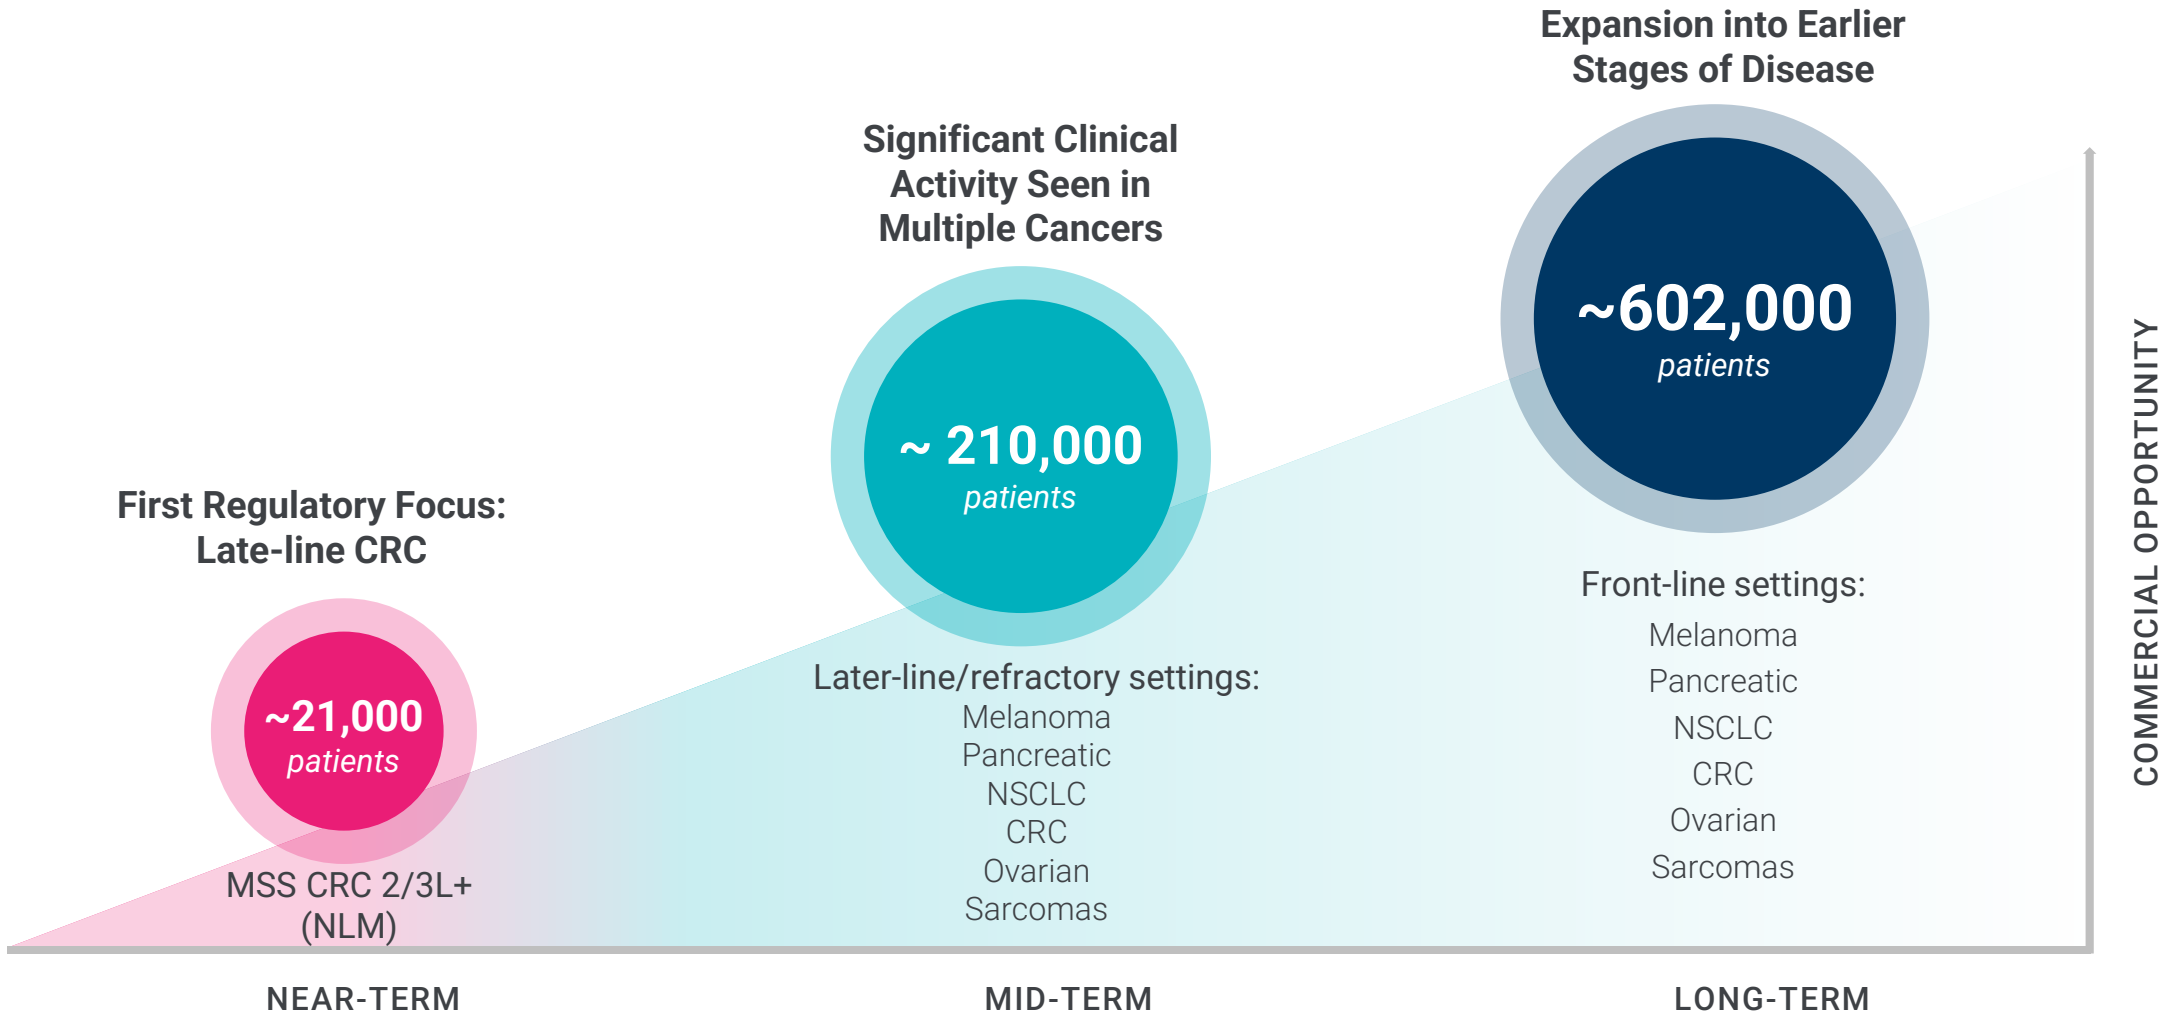 First Regulatory Focus:
Late-line CRC
~21,000
patients
MSS CRC 2/3L+
(NLM)
NEAR-TERM
Significant Clinical
Activity Seen in
Multiple Cancers
~ 210,000
patients
Later-line/refractory settings:
Melanoma
Pancreatic
NSCLC
CRC
Ovarian
Sarcomas
MID-TERM
Expansion into Earlier
Stages of Disease
~602,000
patients
Front-line settings:
Melanoma
Pancreatic
NSCLC
CRC
Ovarian
Sarcomas
LONG-TERM
COMMERCIAL OPPORTUNITY